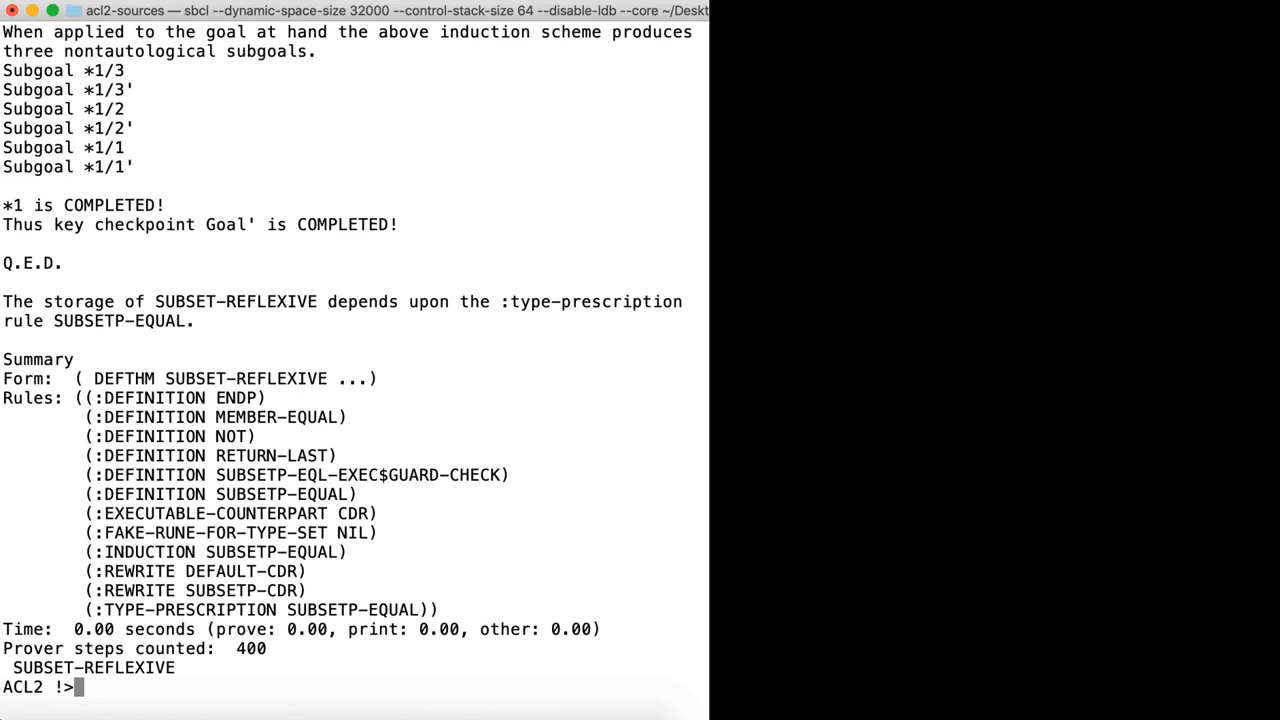 acl2-sources — sbcl --dynamic-space-size 32000 --control-stack-size 64 --disable-ldb --core ~/Deskt
When applied to the goal at hand the above induction scheme produces
three nontautological subgoals.
Subgoal *1/3
Subgoal *1/3'
Subgoal *1/2
Subgoal *1/2'
Subgoal *1/1
Subgoal *1/1'
*1 is COMPLETED!
Thus key checkpoint Goal' is COMPLETED!
Q.E.D.
The storage of SUBSET-REFLEXIVE depends upon the :type-prescription
rule SUBSETP-EQUAL.
Summary
Form:  ( DEFTHM SUBSET-REFLEXIVE ...)
Rules: ((:DEFINITION ENDP)
(:DEFINITION MEMBER-EQUAL)
(:DEFINITION NOT)
(:DEFINITION RETURN-LAST)
(:DEFINITION SUBSETP-EQL-EXEC$GUARD-CHECK)
(:DEFINITION SUBSETP-EQUAL)
(:EXECUTABLE-COUNTERPART CDR)
(:FAKE-RUNE-FOR-TYPE-SET NIL)
(:INDUCTION SUBSETP-EQUAL)
(:REWRITE DEFAULT-CDR)
(:REWRITE SUBSETP-CDR)
(:TYPE-PRESCRIPTION SUBSETP-EQUAL))
Time:  0.00 seconds (prove: 0.00, print: 0.00, other: 0.00)
Prover steps counted:  400
SUBSET-REFLEXIVE
ACL2 !>